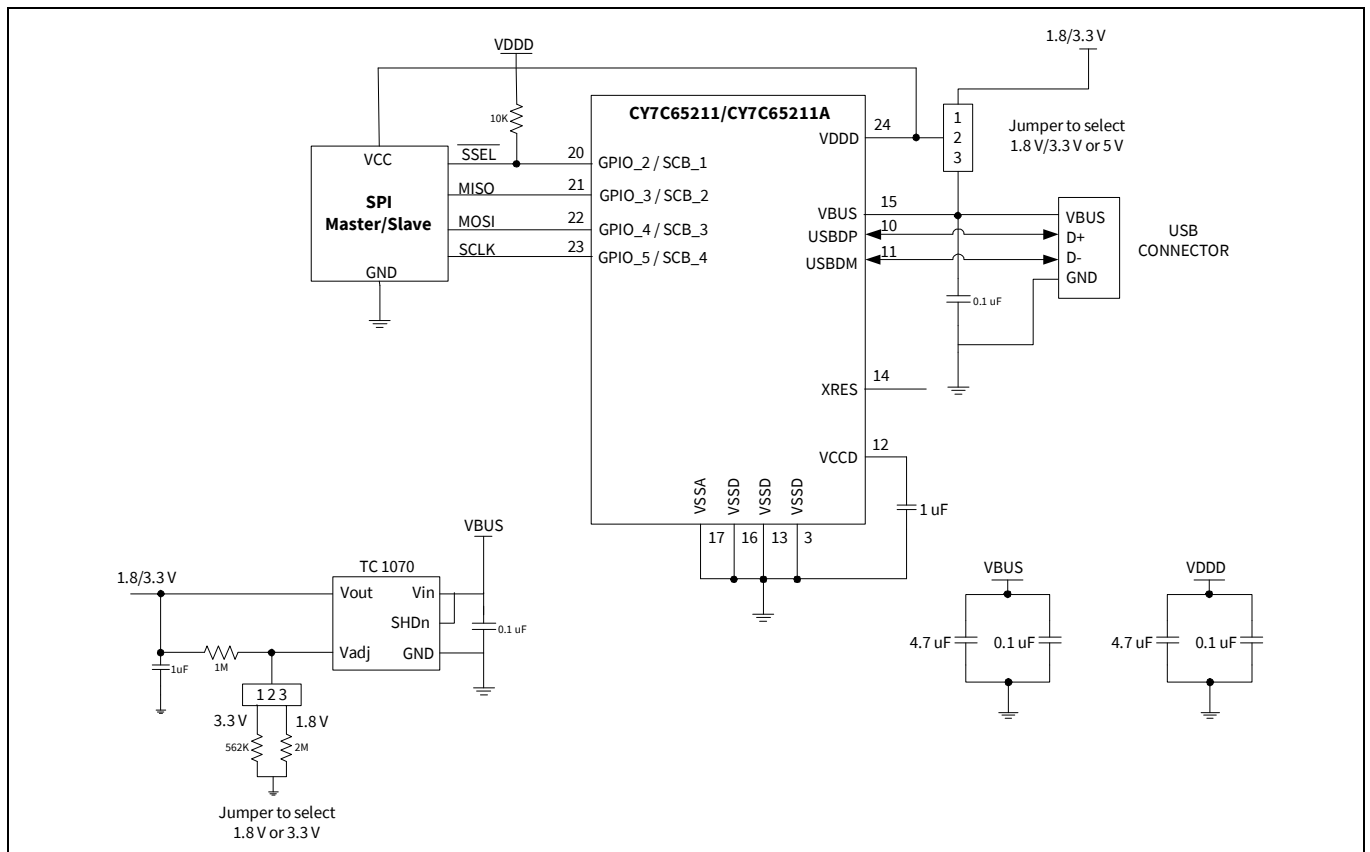 VDDD
1.8/3.3 V
CY7C65211/CY7C65211A
10K
24
VDDD
1
2
3
Jumper to select
1.8 V/3.3 V or 5 V
VCC
SSEL
20
GPIO_2 / SCB_1
SPI
Master/Slave
MISO
21
GPIO_3 / SCB_2
MOSI
22
GPIO_4 / SCB_3
SCLK
23
GPIO_5 / SCB_4
GND
VBUS
15
USBDP
10
USBDM
11
VBUS
D+
D-
GND
USB
CONNECTOR
0.1 uF
XRES
14
VCCD
12
1 uF
VSSA
VSSD
VSSD
VSSD
17
16
13
3
VBUS
1.8/3.3 V
TC 1070
Vout
Vin
SHDn
0.1 uF
Vadj
GND
1uF
1M
1 2 3
3.3 V
1.8 V
562K
2M
Jumper to select
1.8 V or 3.3 V
VBUS
4.7 uF
0.1 uF
VDDD
4.7 uF
0.1 uF